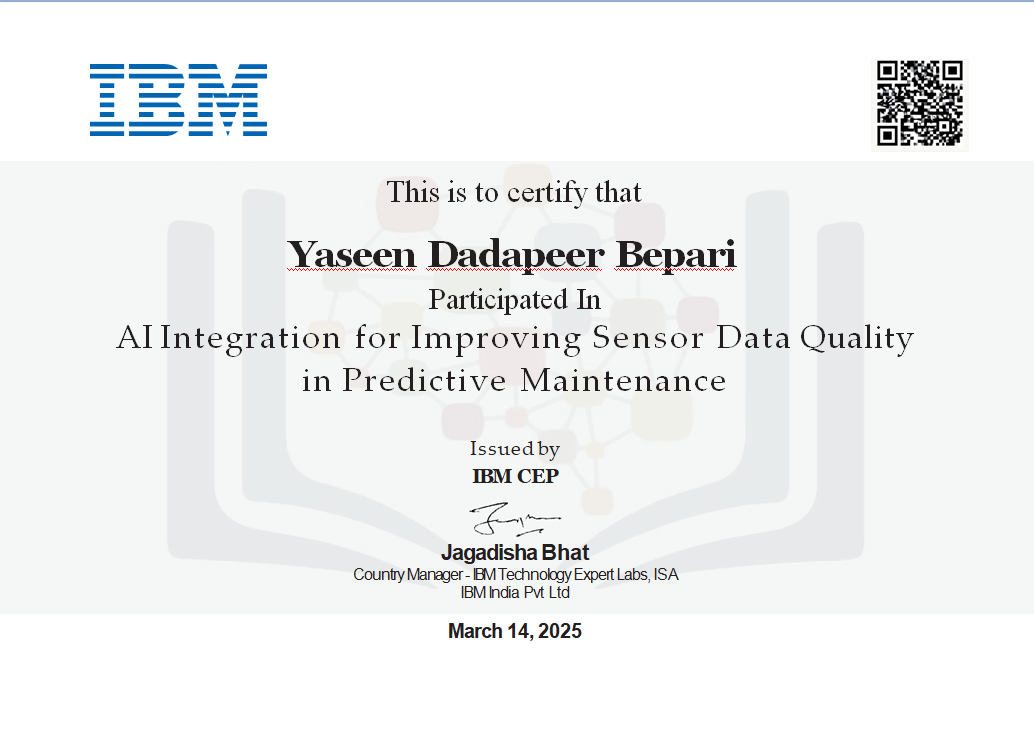 IBM
This is to certify that
Yaseen Dadapeer Bepari
Participated In
AI Integration for Improving Sensor Data Quality
in Predictive Maintenance
Issued by
IBM CEP
Jagadisha Bhat
Country Manager - IBM Technology Expert Labs, ISA
IBM India Pvt Ltd
March 14, 2025